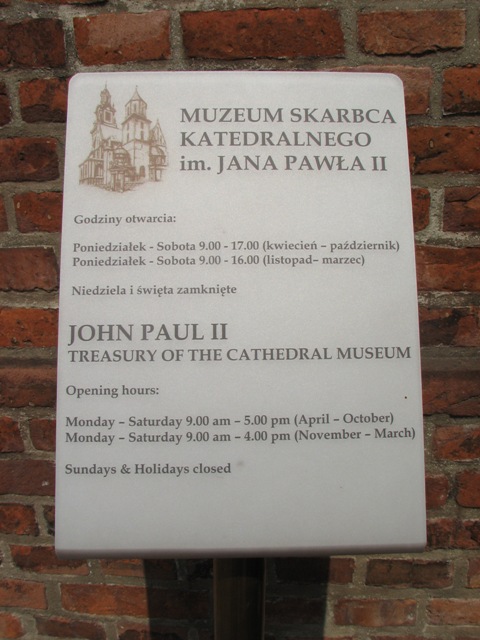 MUZEUM SKARBCA
KATEDRALNEGO
im. JANA PAWŁA II
Godziny otwarcia:
Poniedziałek - Sobota 9.00 - 17.00 (kwiecień – październik)
Poniedziałek - Sobota 9.00 - 16.00 (listopad– marzec)
Niedziela i święta zamknięte
JOHN PAUL II
TREASURY OF THE CATHEDRAL MUSEUM
Opening hours:
Monday – Saturday 9.00 am – 5.00 pm (April – October)
Monday – Saturday 9.00 am – 4.00 pm (November – March)
Sundays & Holidays closed